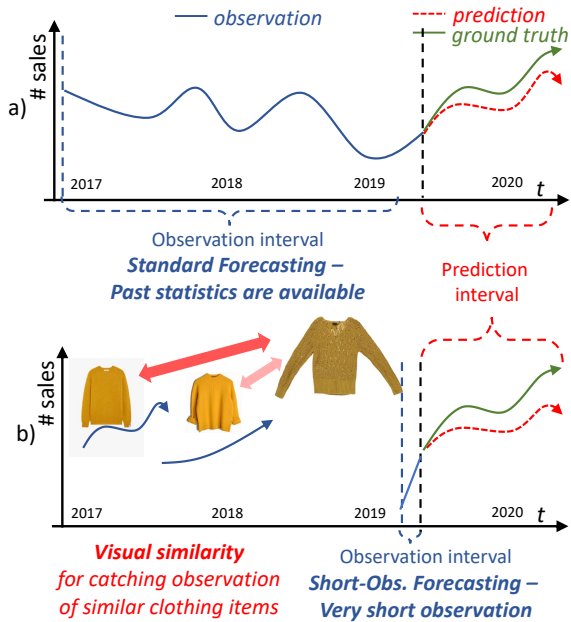 observation
prediction
ground truth
# sales
a)
2017
2018
2019
2020
t
Observation interval
Standard Forecasting –
Past statistics are available
Prediction
interval
# sales
b)
2017
2018
2019
2020
t
Visual similarity
for catching observation
of similar clothing items
Observation interval
Short-Obs. Forecasting –
Very short observation